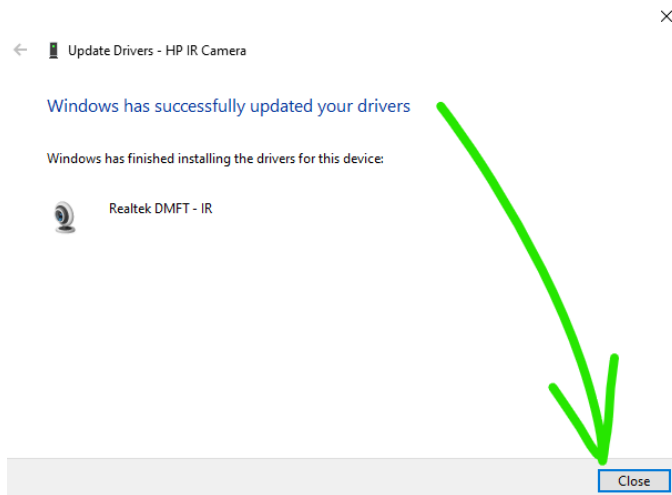 Update Drivers - HP IR Camera
Windows has successfully updated your drivers
Windows has finished installing the drivers for this device:
Realtek DMFT - IR
Close